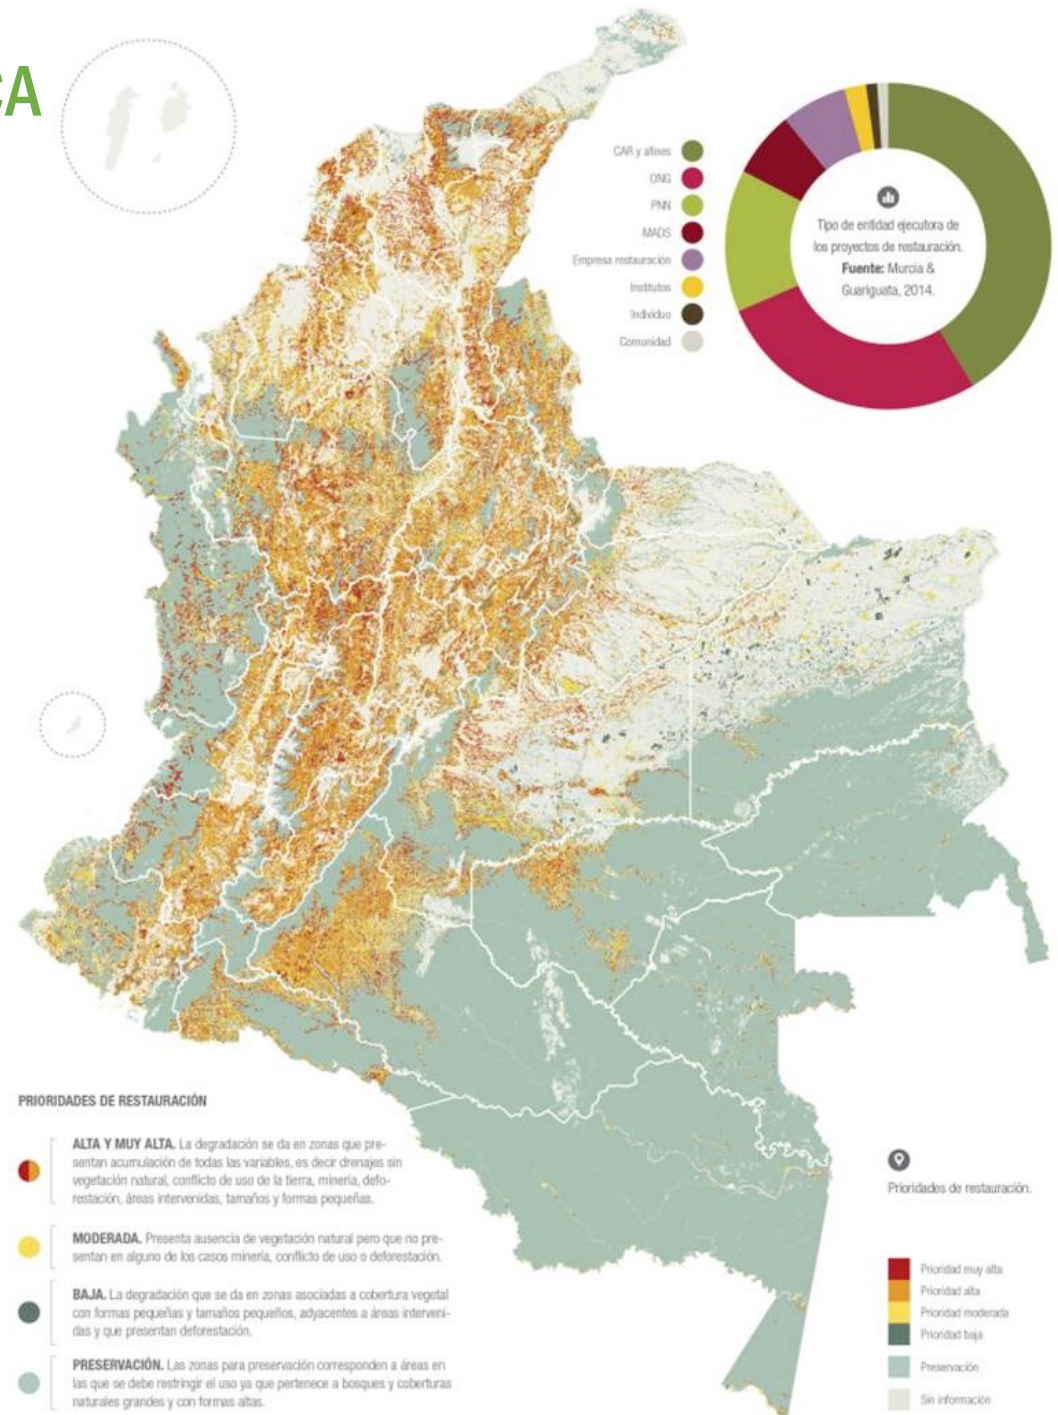 CA
CAR y afines
ONG
PNN
MADS
Empresa restauración
Institutos
Individuo
Comunidad
Tipo de entidad ejecutora de
los proyectos de restauración.
Fuente: Murcia &
Guariguata, 2014.
PRIORIDADES DE RESTAURACIÓN
ALTA Y MUY ALTA. La degradación se da en zonas que pre-
sentan acumulación de todas las variables, es decir drenajes sin
vegetación natural, conflicto de uso de la tierra, minería, defo-
restación, áreas intervenidas, tamaños y formas pequeñas.
MODERADA. Presenta ausencia de vegetación natural pero que no pre-
sentan en alguno de los casos minería, conflicto de uso o deforestación.
BAJA. La degradación que se da en zonas asociadas a cobertura vegetal
con formas pequeñas y tamaños pequeños, adyacentes a áreas interveni-
das y que presentan deforestación.
PRESERVACIÓN. Las zonas para preservación corresponden a áreas en
las que se debe restringir el uso ya que pertenece a bosques y coberturas
naturales grandes y con formas altas.
Prioridades de restauración.
Prioridad muy alta
Prioridad alta
Prioridad moderada
Prioridad baja
Preservación
Sin información